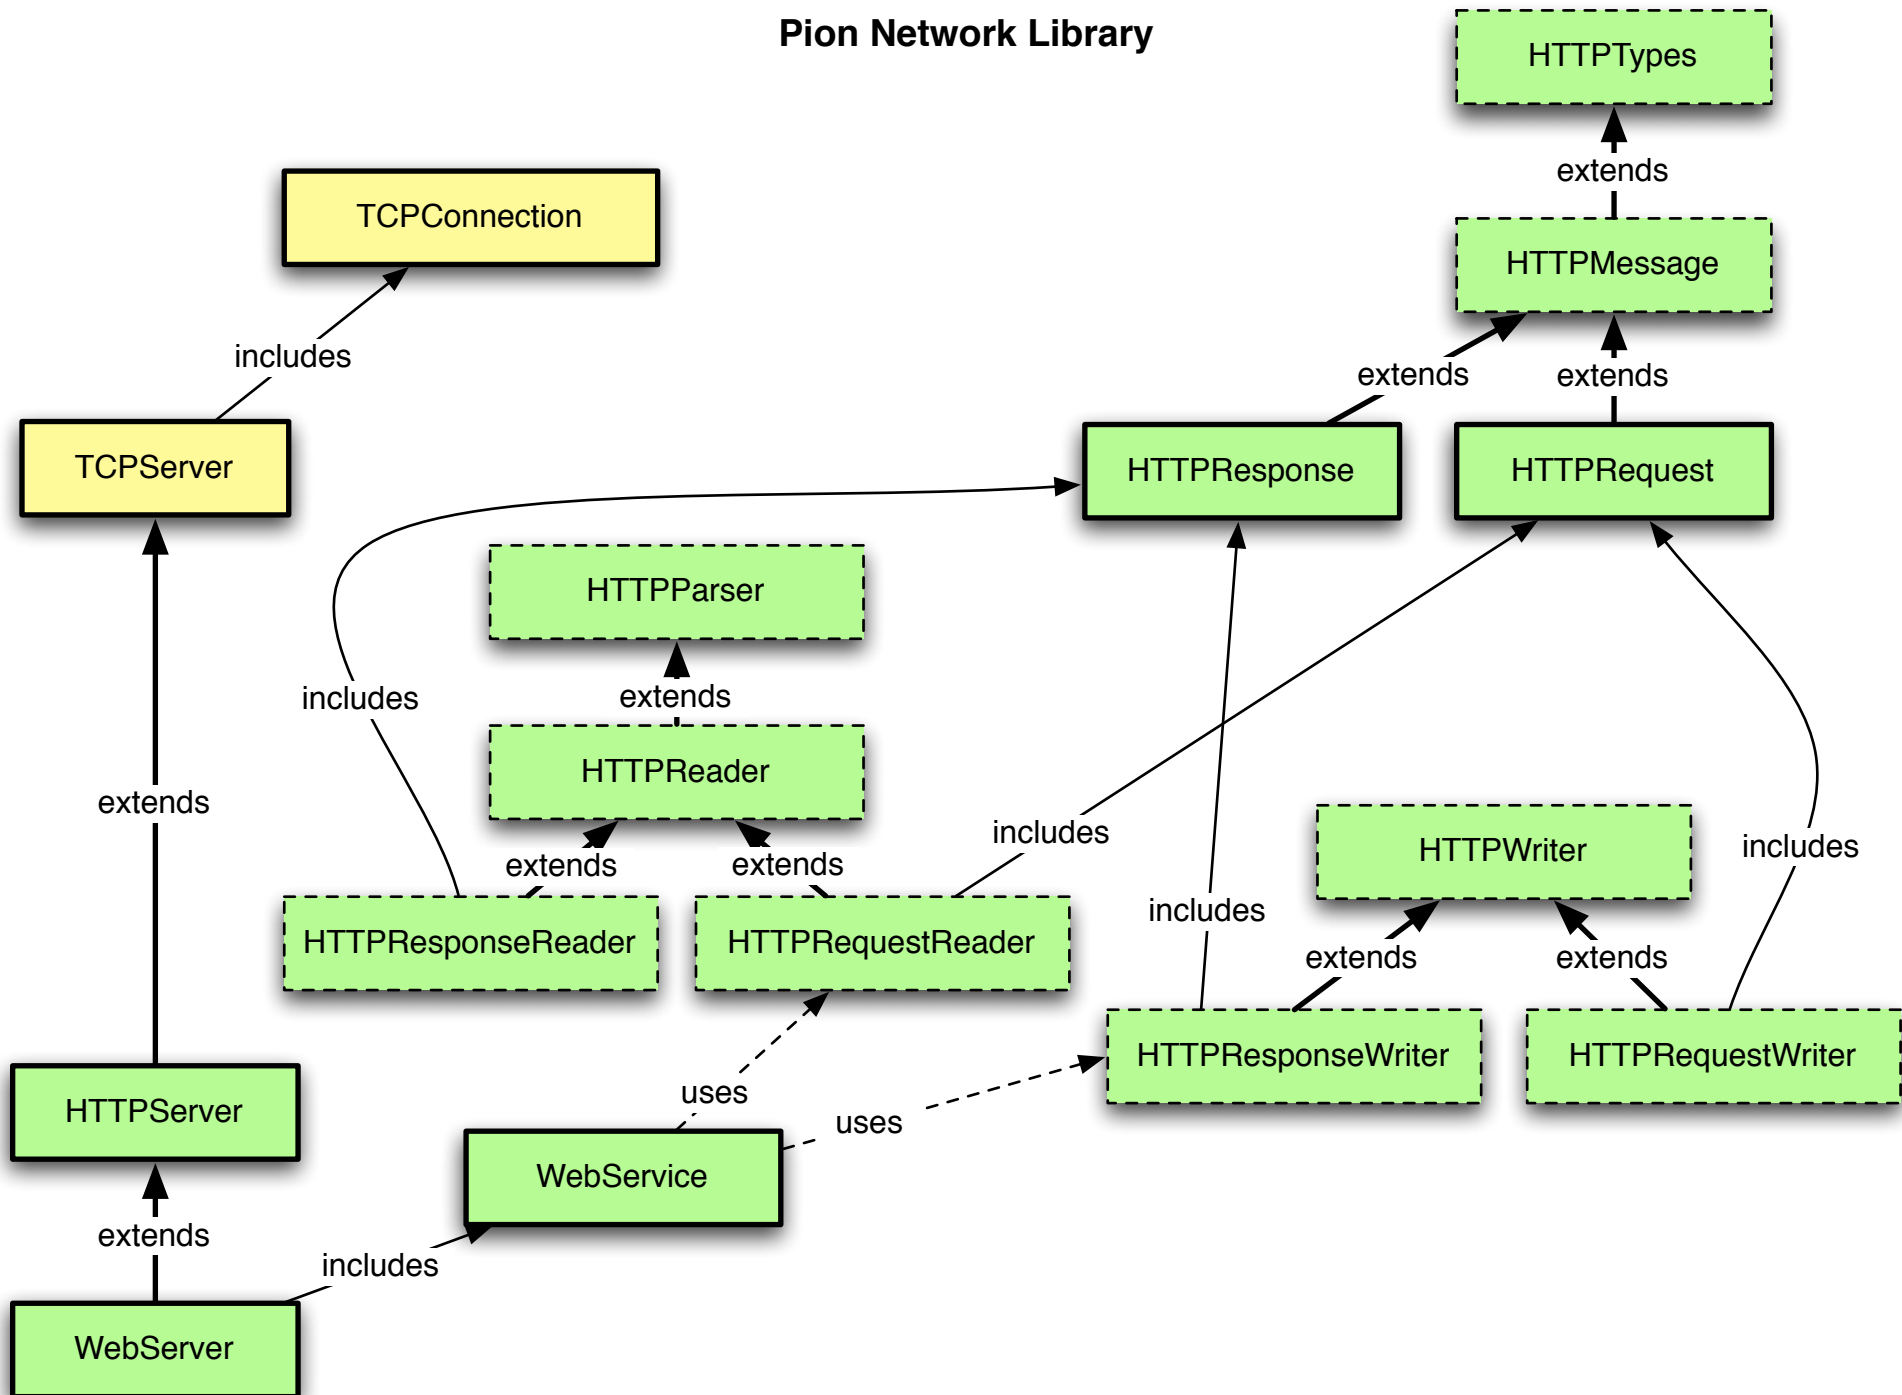 Pion Network Library
HTTPTypes
extends
TCPConnection
HTTPMessage
includes
extends
extends
TCPServer
HTTPResponse
HTTPRequest
HTTPParser
includes
extends
HTTPReader
extends
includes
HTTPWriter
includes
extends
extends
includes
HTTPResponseReader
HTTPRequestReader
extends
extends
HTTPResponseWriter
HTTPRequestWriter
uses
HTTPServer
uses
WebService
extends
includes
WebServer